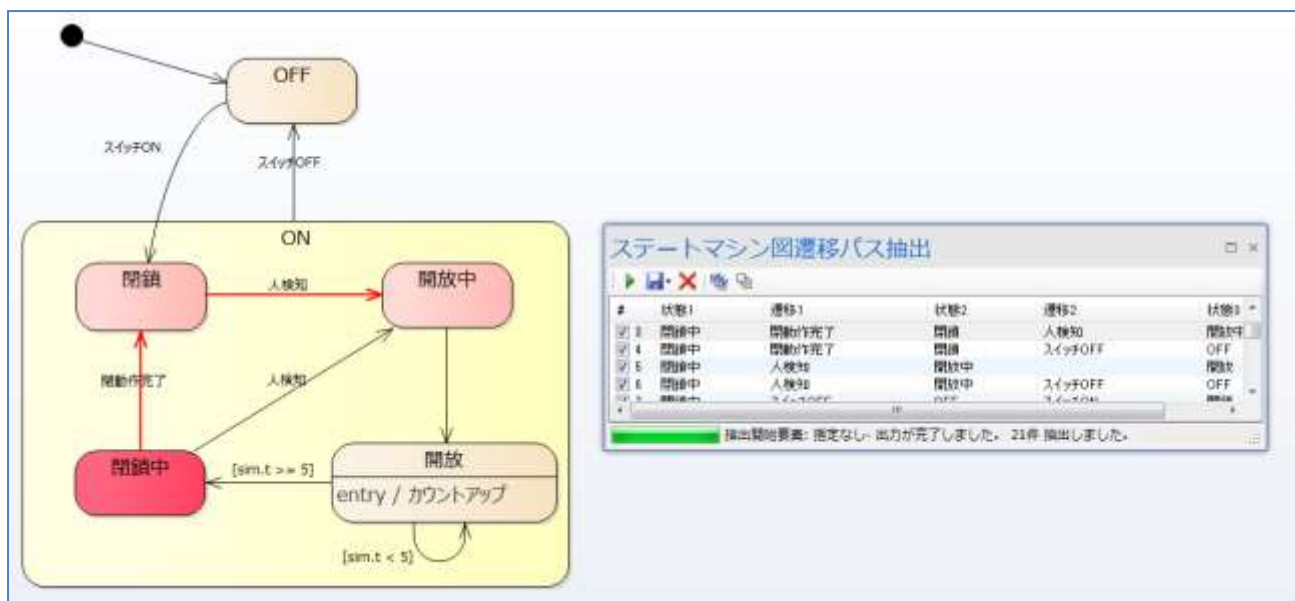 OFF
スイッチON
スイッチOFF
ON
閉鎖
人検知
開放中
閉動作完了
人検知
閉鎖中
[sim.t >= 5]
開放
entry / カウントアップ
[sim.t < 5]
ステートマシン図遷移パス抽出
# 状態1 遷移1 状態2 遷移2 状態3
3 閉鎖中 閉動作完了 閉鎖 人検知 開放中
4 閉鎖中 閉動作完了 閉鎖 スイッチOFF OFF
5 閉鎖中 人検知 開放中 開放
6 閉鎖中 人検知 開放中 スイッチOFF OFF
抽出開始要素: 指定なし- 出力が完了しました。 21件 抽出しました。